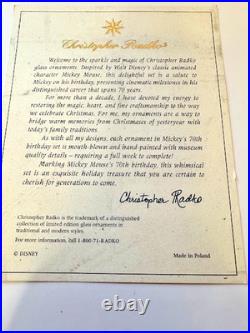 Christopher Radko®
Welcome to the sparkle and magic of Christopher Radko
glass ornaments. Inspired by Walt Disney's classic animated
character Mickey Mouse, this delightful set is a salute to
Mickey on his birthday, commemorating cinematic milestones in
his distinguished career that spans 70 years.
For more than a decade, I have devoted my energy to
restoring the magic, heart, and fine craftsmanship to the way
we celebrate Christmas. For me, my ornaments are a way to
bridge warm memories from Christmases of yesteryear with
today's family traditions.
As with all my designs, each ornament in Mickey's 70th
birthday set is mouth blown and hand-painted with museum
quality details - requiring a full week to complete!
Marking Mickey Mouse's 70th birthday, this whimsical
set is an exquisite holiday treasure that you are certain to
cherish for generations to come.
Christopher Radko
Christopher Radko is the trademark of a distinguished
collection of limited edition glass ornaments in
traditional and modern styles.
For more information, call 1-800-71-RADKO
© DISNEY
Made in Poland